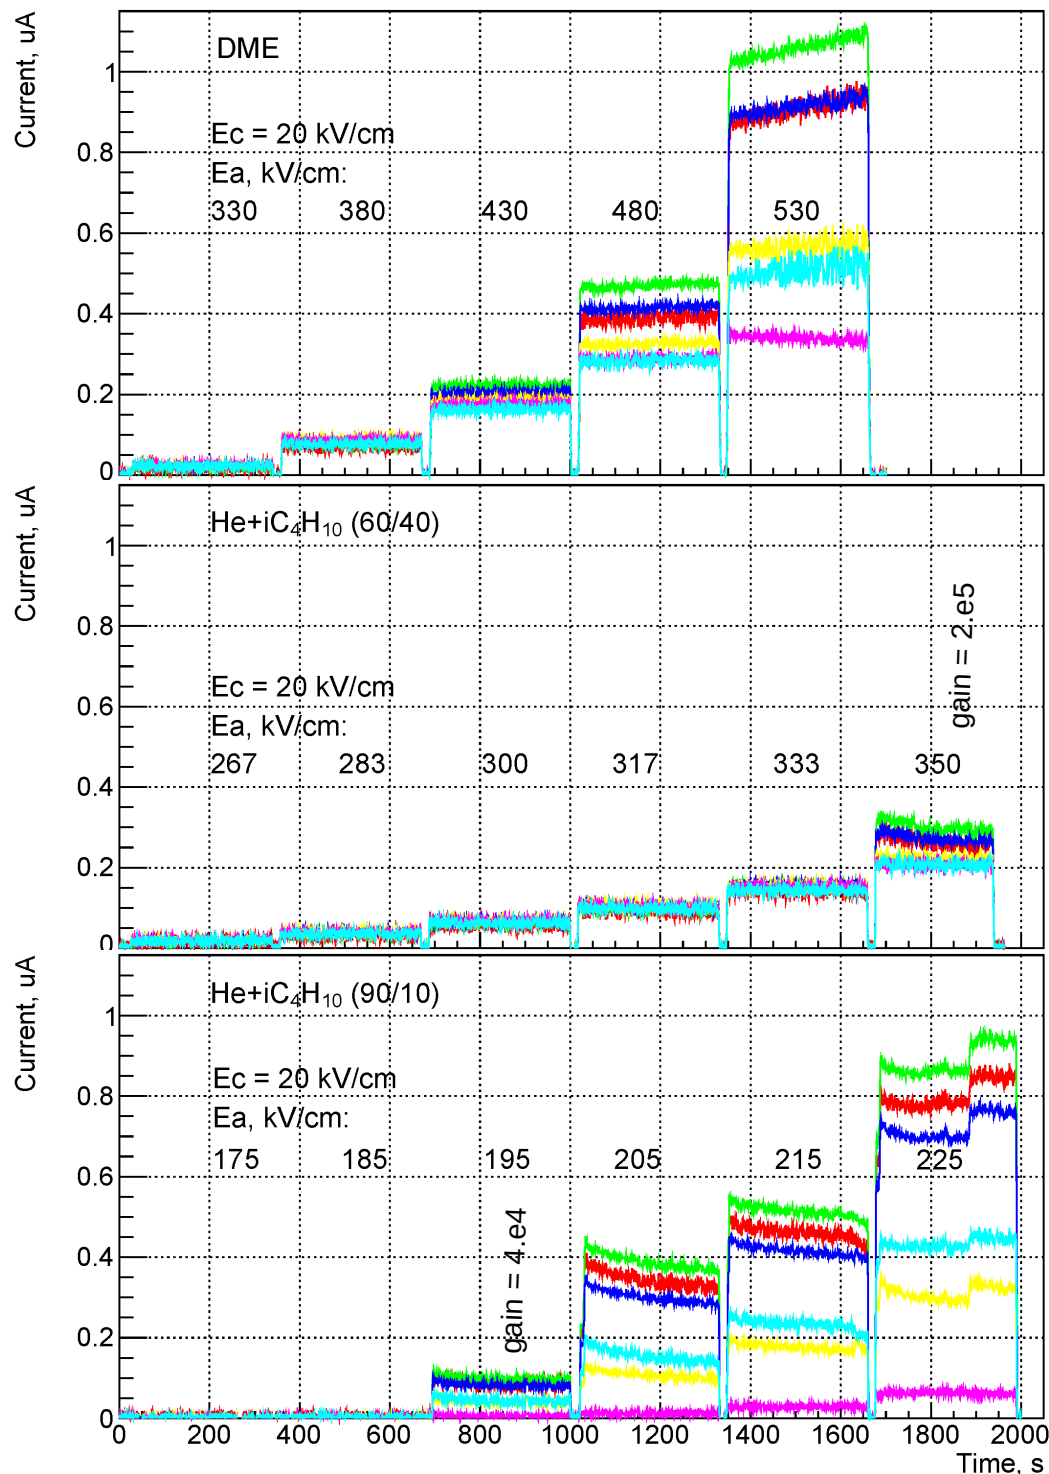 Current, uA
DME
1
Ec = 20 kV/cm
0.8
Ea, kV/cm:
330 380 430 480 530
0.6
0.4
0.2
0
Current, uA
He+iC₄H₁₀ (60/40)
1
0.8
gain = 2.e5
Ec = 20 kV/cm
0.6
Ea, kV/cm:
267 283 300 317 333 350
0.4
0.2
0
Current, uA
He+iC₄H₁₀ (90/10)
1
Ec = 20 kV/cm
0.8
Ea, kV/cm:
175 185 195 205 215 225
0.6
gain = 4.e4
0.4
0.2
0
0 200 400 600 800 1000 1200 1400 1600 1800 2000
Time, s